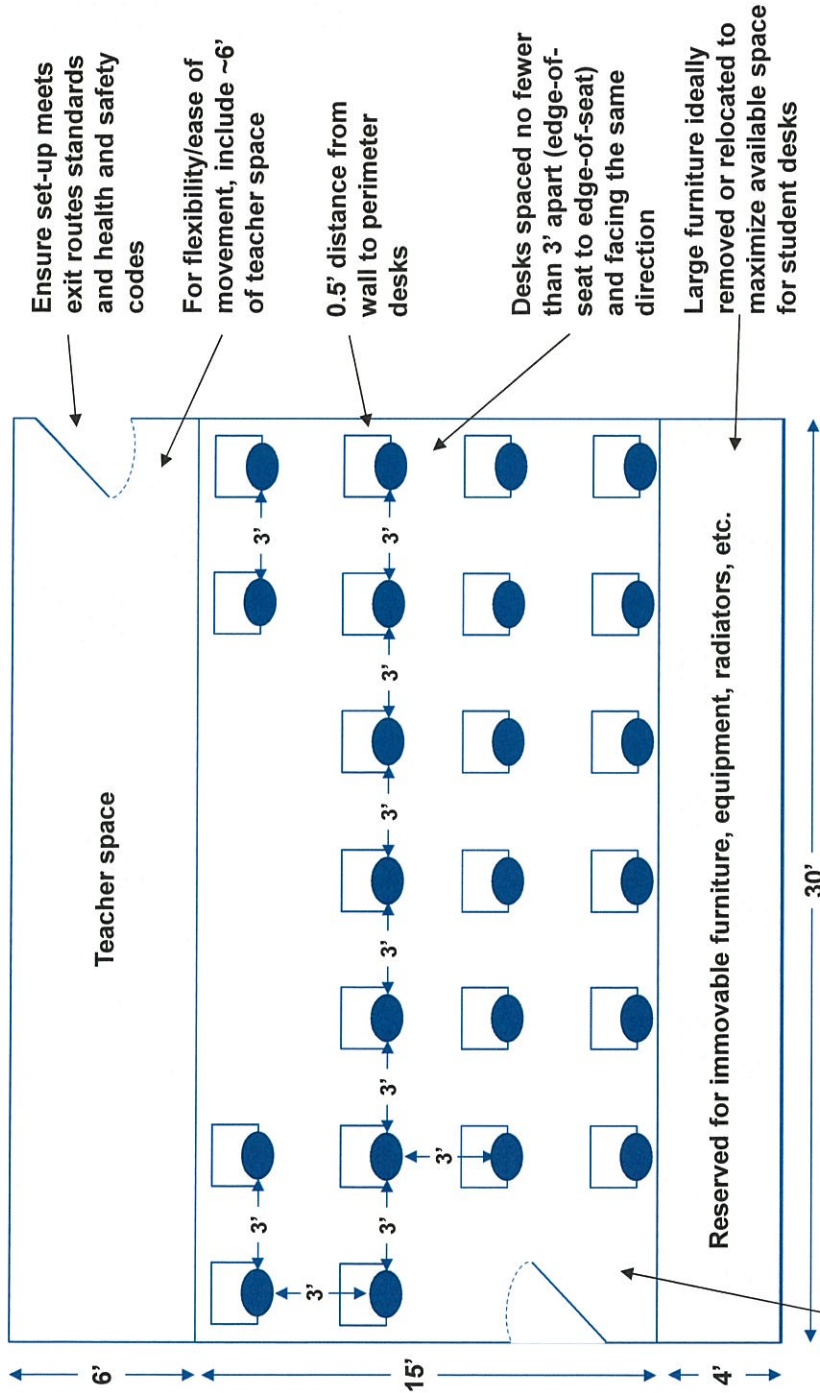 Teacher space
3'
3'
3'
3'
3'
3'
3'
3'
3'
3'
Reserved for immovable furniture, equipment, radiators, etc.
6'
15'
4'
30'
Ensure set-up meets
exit routes standards
and health and safety
codes
For flexibility/ease of
movement, include ~6'
of teacher space
0.5' distance from
wall to perimeter
desks
Desks spaced no fewer
than 3' apart (edge-of-
seat to edge-of-seat)
and facing the same
direction
Large furniture ideally
removed or relocated to
maximize available space
for student desks